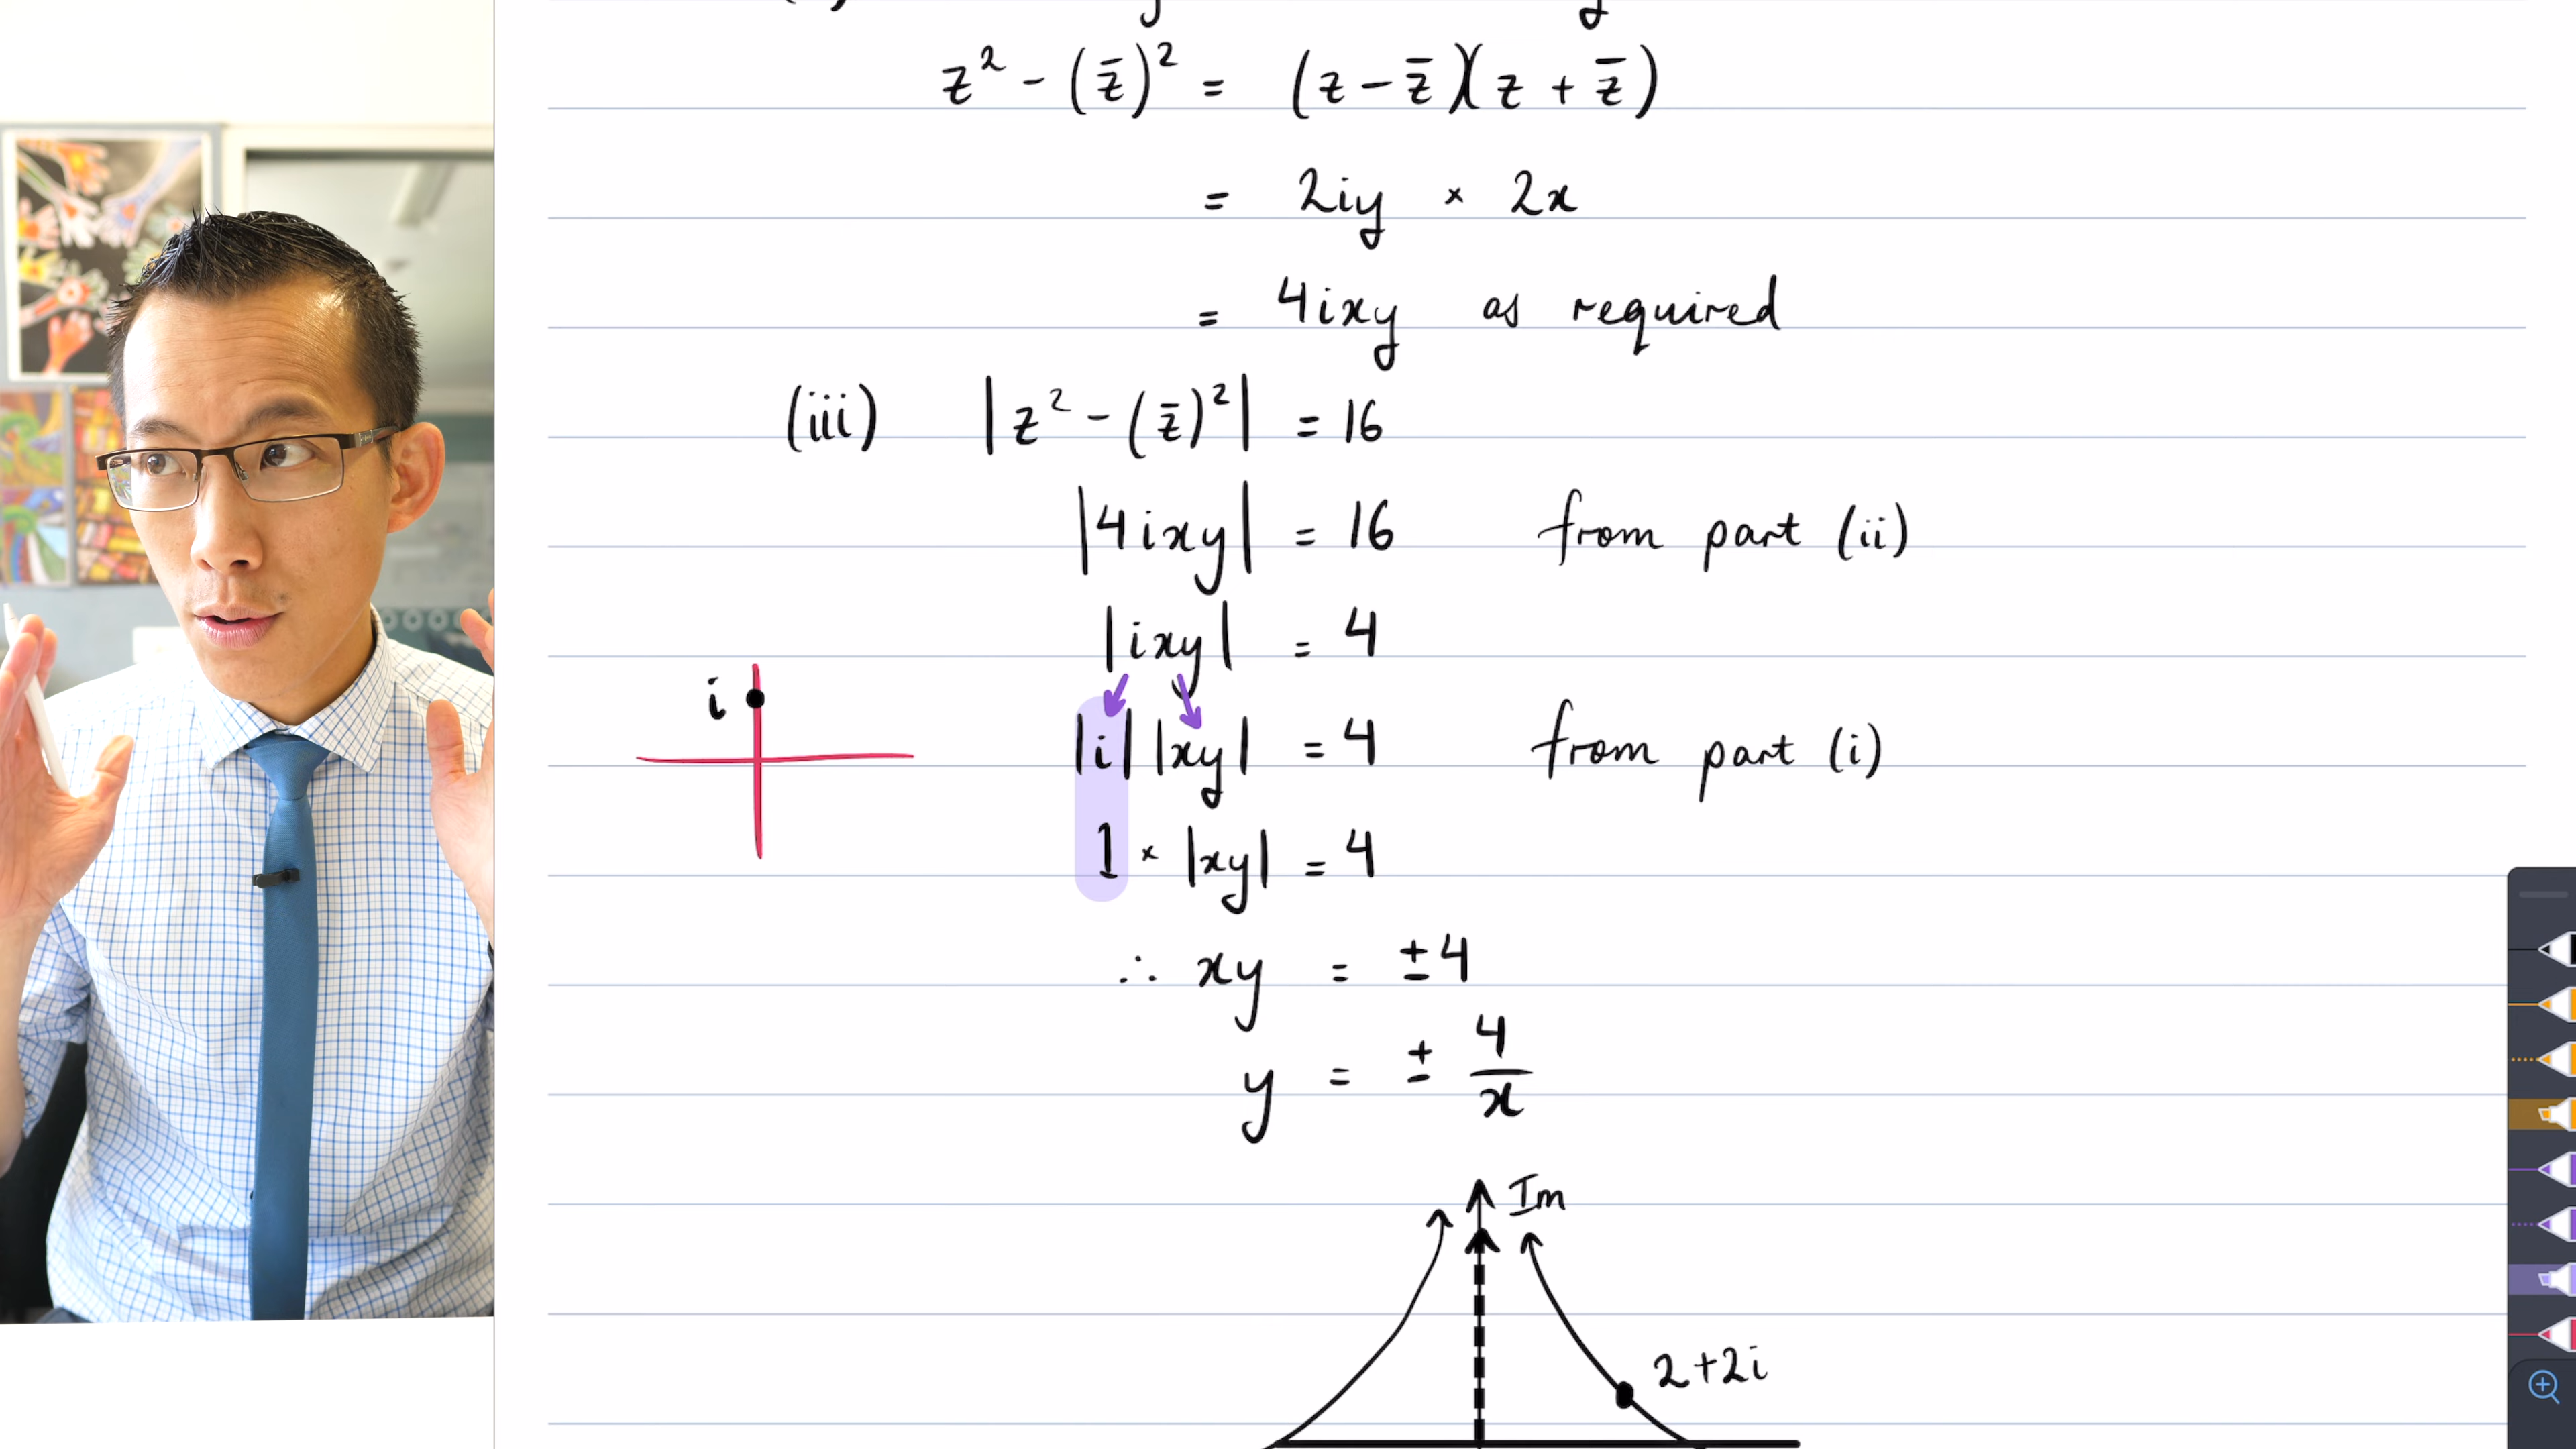 z² - (z̄)² = (z - z̄)(z + z̄)
= 2iy × 2x
= 4ixy as required
(iii) |z² - (z̄)²| = 16
|4ixy| = 16 from part (ii)
|ixy| = 4
i
|i| |xy| = 4 from part (i)
1 × |xy| = 4
∴ xy = ±4
y = ± 4/x
Im
2+2i